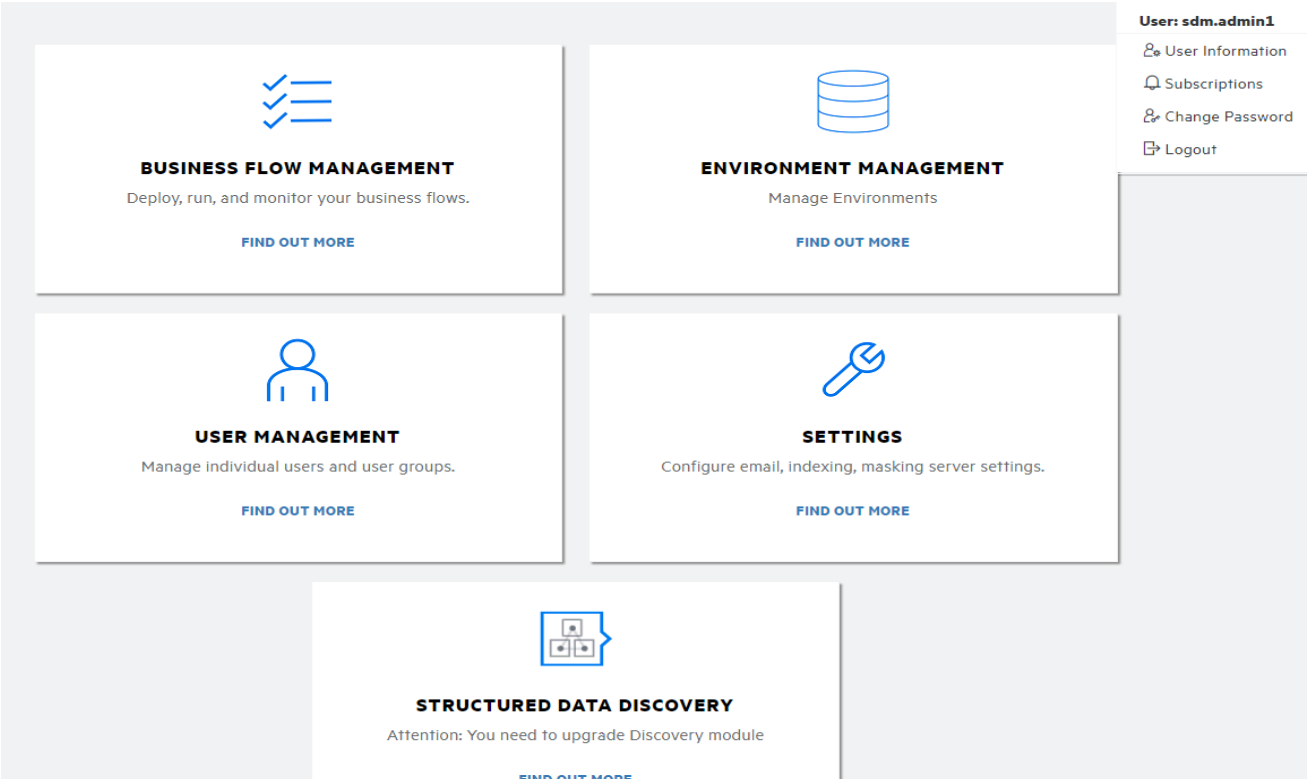 User: sdm.admin1
User Information
Subscriptions
Change Password
Logout
BUSINESS FLOW MANAGEMENT
Deploy, run, and monitor your business flows.
FIND OUT MORE
ENVIRONMENT MANAGEMENT
Manage Environments
FIND OUT MORE
USER MANAGEMENT
Manage individual users and user groups.
FIND OUT MORE
SETTINGS
Configure email, indexing, masking server settings.
FIND OUT MORE
STRUCTURED DATA DISCOVERY
Attention: You need to upgrade Discovery module
FIND OUT MORE